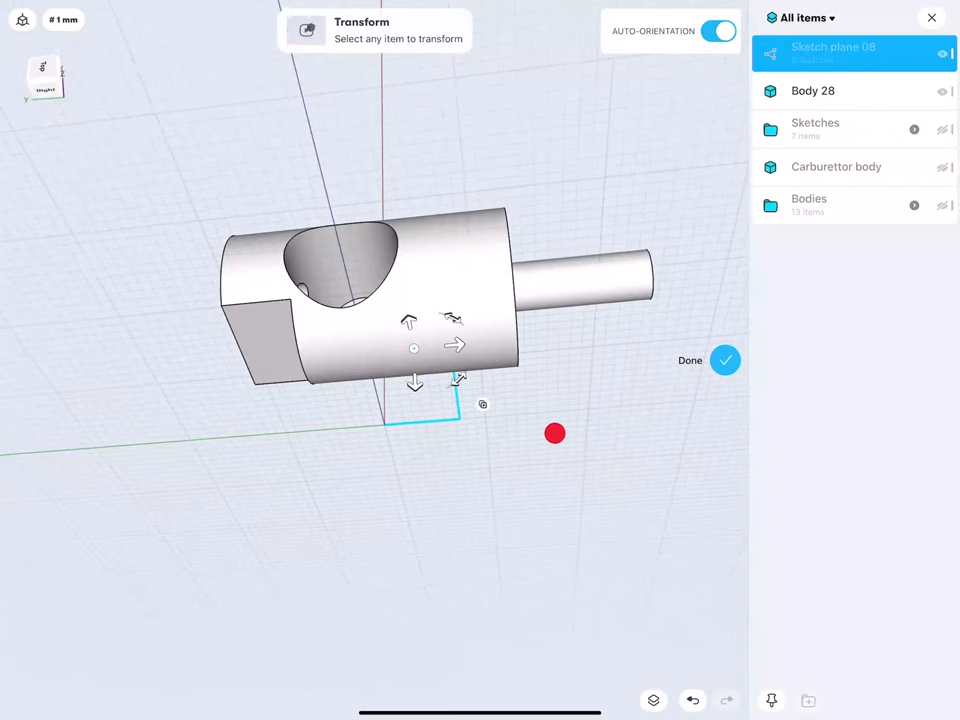 # 1 mm
Transform
Select any item to transform
AUTO-ORIENTATION
All items
Sketch plane 08
Body 28
Sketches
7 items
Carburettor body
Bodies
13 items
Done
Z
Y
Right